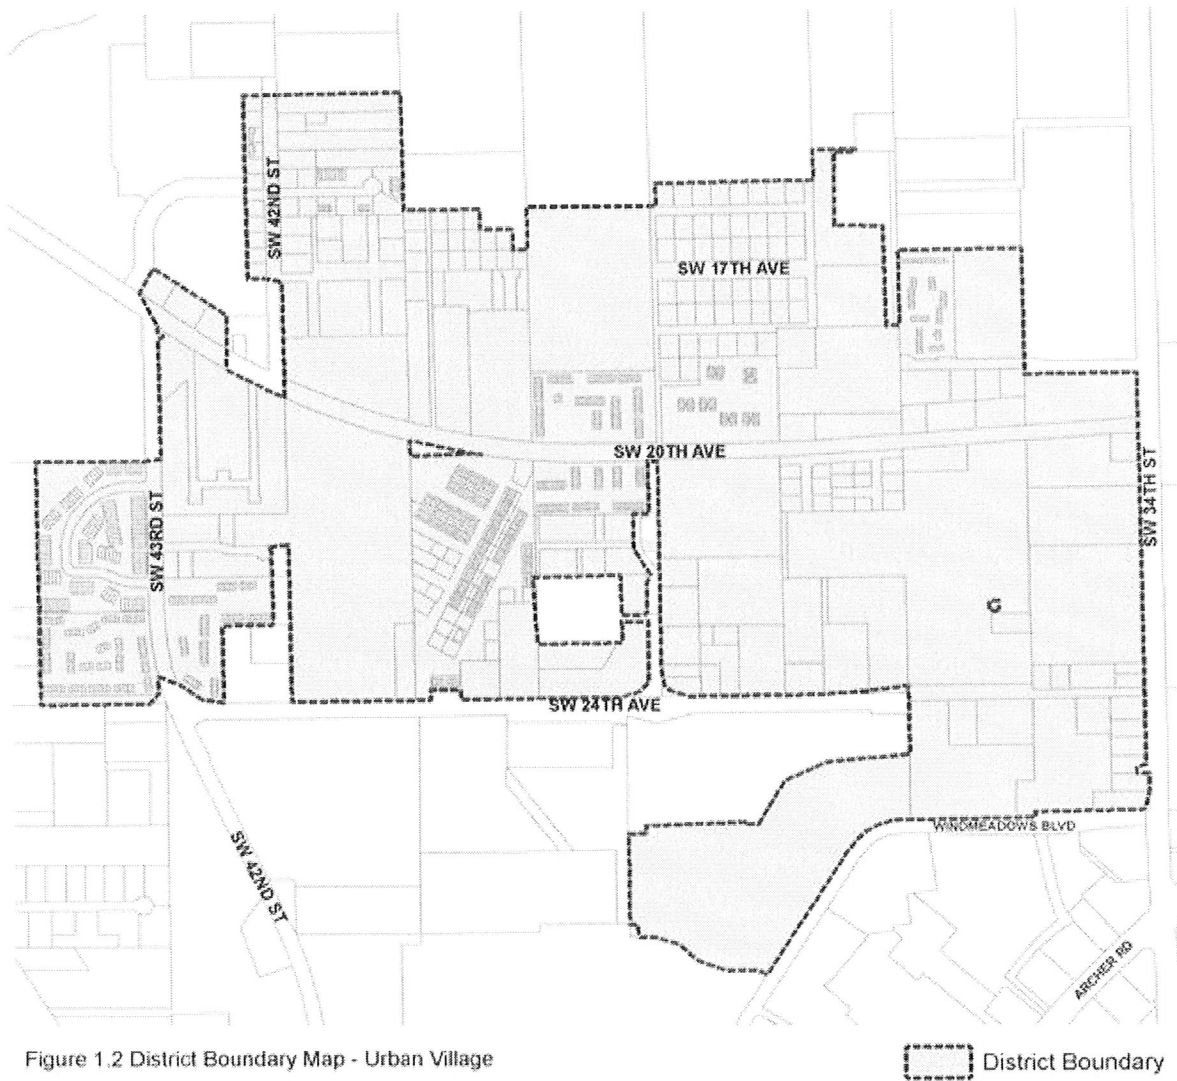 SW 42ND ST
SW 17TH AVE
SW 20TH AVE
SW 34TH ST
SW 43RD ST
SW 24TH AVE
WINDMEADOWS BLVD
SW 42ND ST
ARCHER RD
Figure 1.2 District Boundary Map - Urban Village
District Boundary